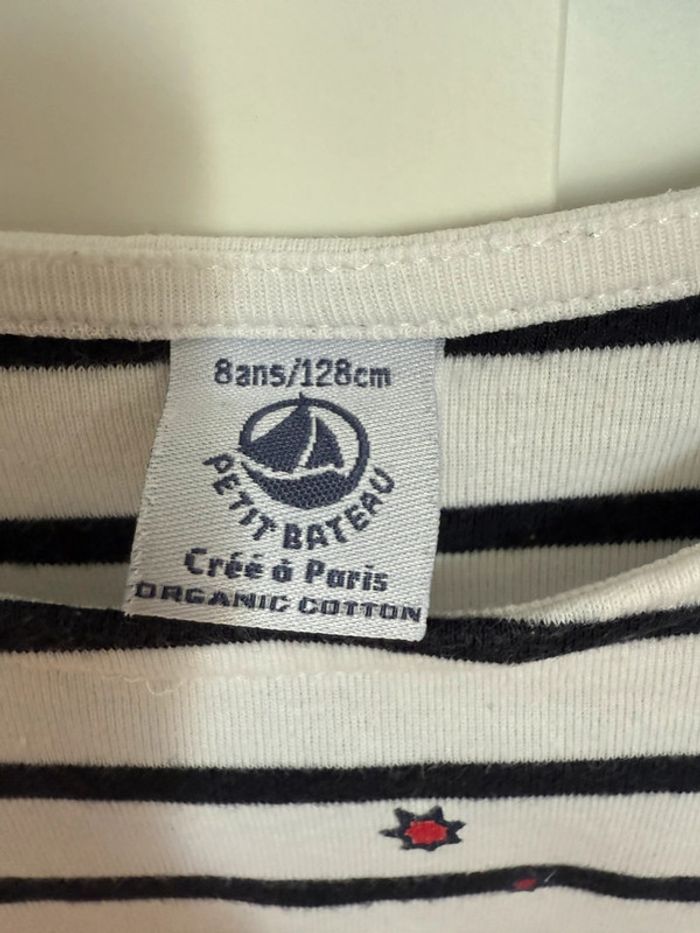 8ans/128cm
PETIT BATEAU
Créé à Paris
ORGANIC COTTON